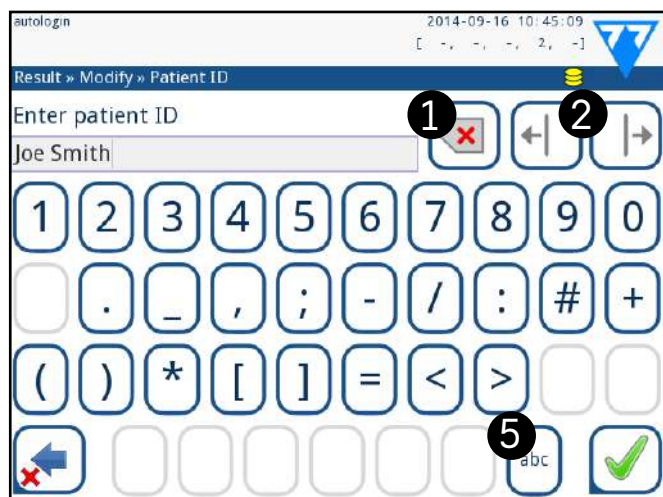 autologin 2014-09-16 10:45:09
[ -, -, -, 2, -]
Result » Modify » Patient ID
Enter patient ID
1 2
Joe Smith
1 2 3 4 5 6 7 8 9 0
. _ , ; - / : # +
( ) * [ ] = < >
5
abc